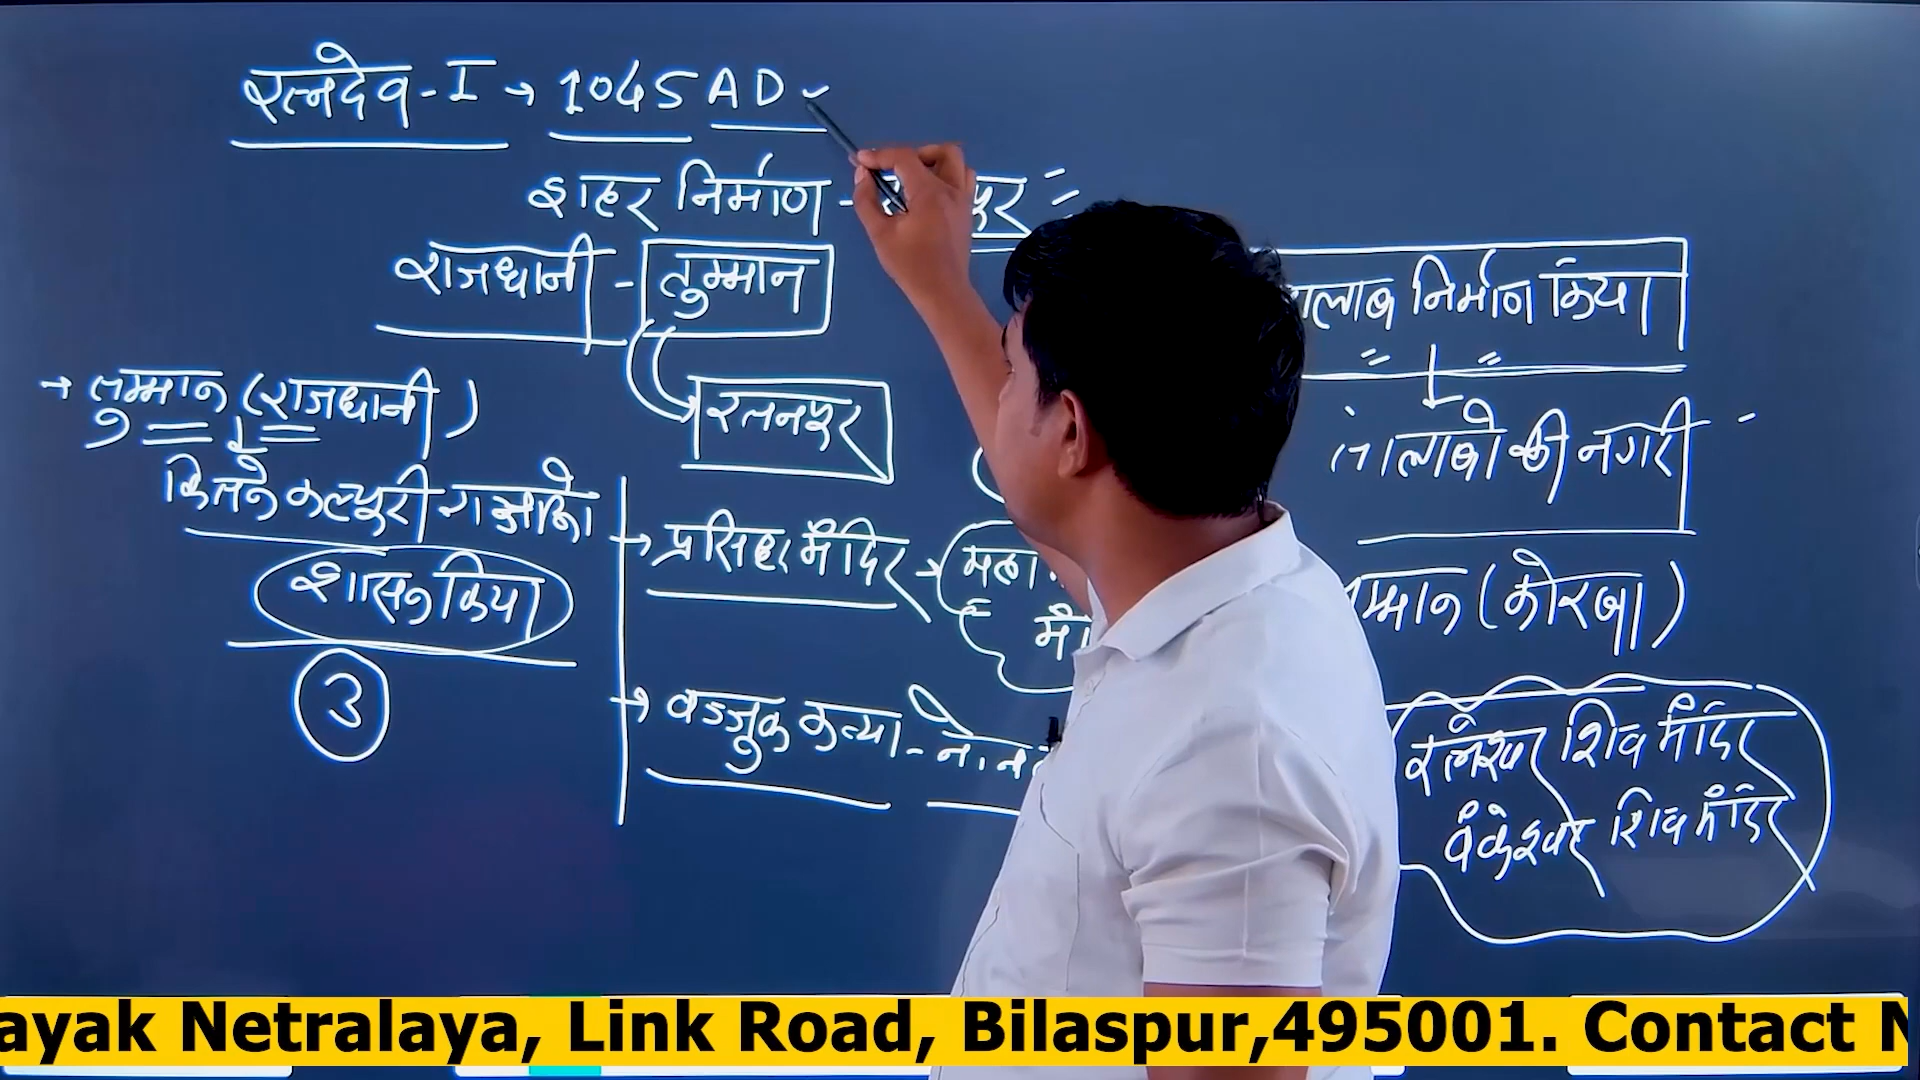 रत्नदेव - I → 1045 AD
शहर निर्माण - पुर
राजधानी - तुम्मान
रतनपुर
→ तुम्मान (राजधानी)
कितने कल्चुरी राजाओ
शासन किया
3
→ प्रसिद्ध मंदिर →
→ वज्जुक कन्या - नो
निर्माण किया
तालाबो की नगरी
(कोरबा)
रत्नेश्वर शिव मंदिर
वंकेश्वर शिव मंदिर
ayak Netralaya, Link Road, Bilaspur,495001. Contact N